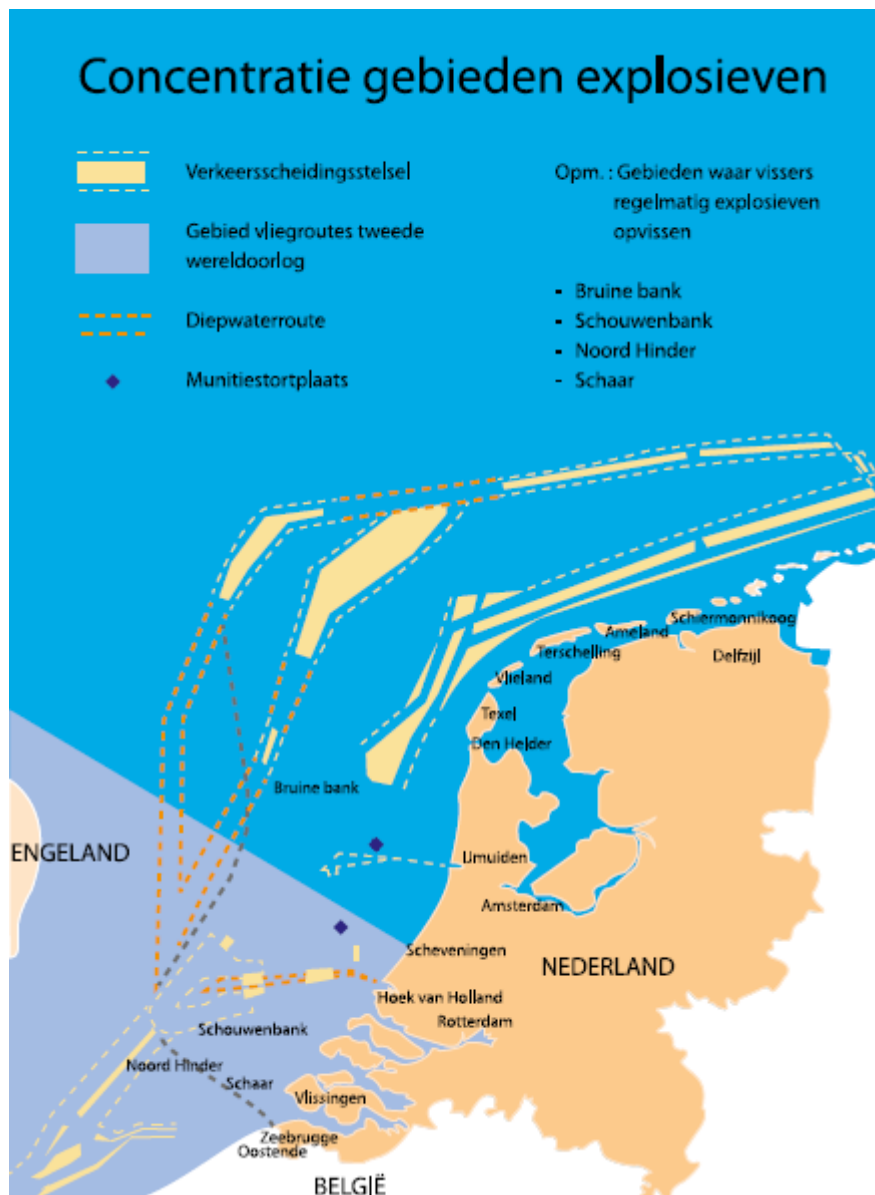 Concentratie gebieden explosieven
Verkeersscheidingsstelsel
Gebied vliegroutes tweede
wereldoorlog
Diepwaterroute
Munitiestortplaats
Opm. : Gebieden waar vissers
regelmatig explosieven
opvissen
- Bruine bank
- Schouwenbank
- Noord Hinder
- Schaar
Schiermonnikoog
Ameland
Terschelling
Delfzijl
Vlieland
Texel
Den Helder
Bruine bank
ENGELAND
IJmuiden
Amsterdam
Scheveningen
NEDERLAND
Hoek van Holland
Rotterdam
Schouwenbank
Noord Hinder
Schaar
Vlissingen
Zeebrugge
Oostende
BELGIË